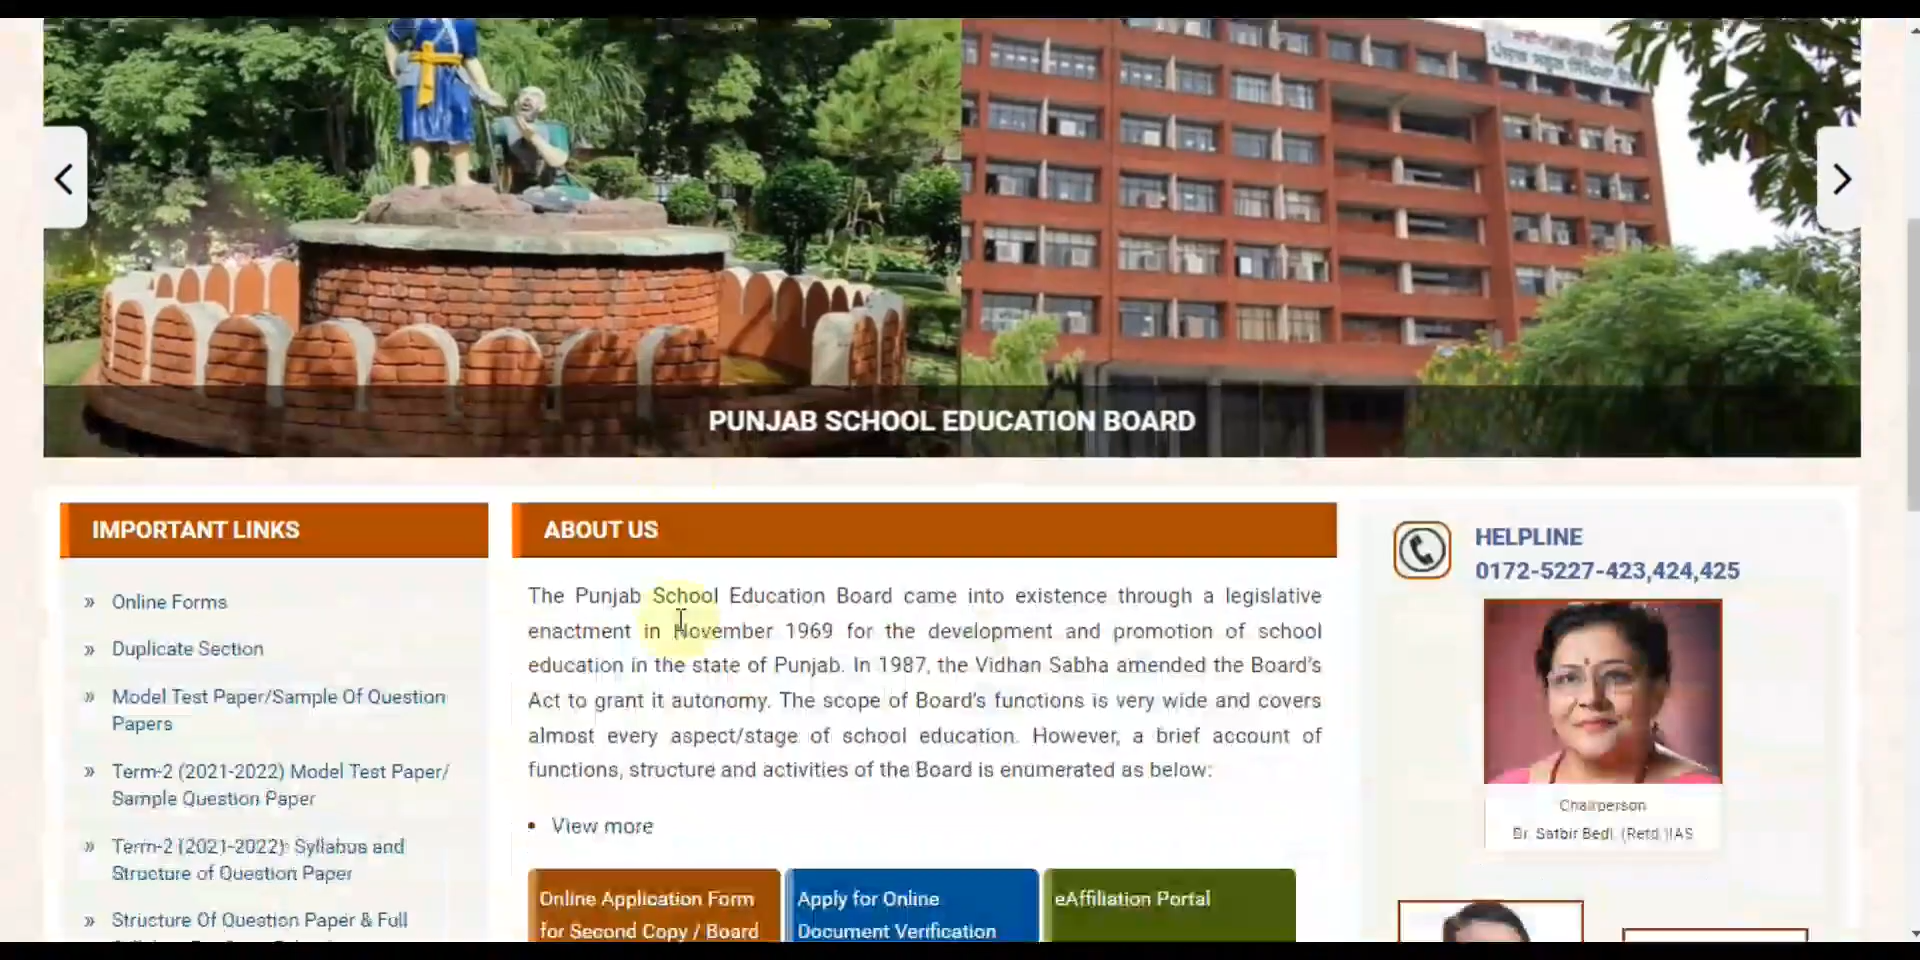 ਪੰਜਾਬ ਸਕੂਲ ਸਿੱਖਿਆ
PUNJAB SCHOOL EDUCATION BOARD
IMPORTANT LINKS
» Online Forms
» Duplicate Section
» Model Test Paper/Sample Of Question
Papers
» Term-2 (2021-2022) Model Test Paper/
Sample Question Paper
» Term-2 (2021-2022): Syllabus and
Structure of Question Paper
» Structure Of Question Paper & Full
ABOUT US
The Punjab School Education Board came into existence through a legislative
enactment in November 1969 for the development and promotion of school
education in the state of Punjab. In 1987, the Vidhan Sabha amended the Board's
Act to grant it autonomy. The scope of Board's functions is very wide and covers
almost every aspect/stage of school education. However, a brief account of
functions, structure and activities of the Board is enumerated as below:
• View more
Online Application Form
for Second Copy / Board
Apply for Online
Document Verification
eAffiliation Portal
HELPLINE
0172-5227-423,424,425
Chairperson
Dr. Satbir Bedi, (Retd.)IAS